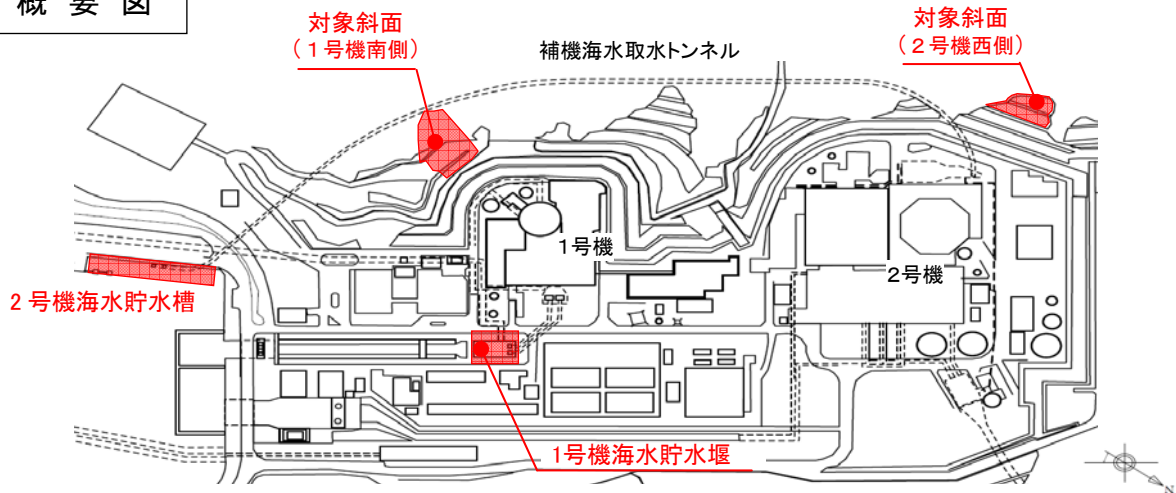 概要図
対象斜面
（１号機南側）
補機海水取水トンネル
対象斜面
（２号機西側）
１号機
２号機
２号機海水貯水槽
１号機海水貯水堰